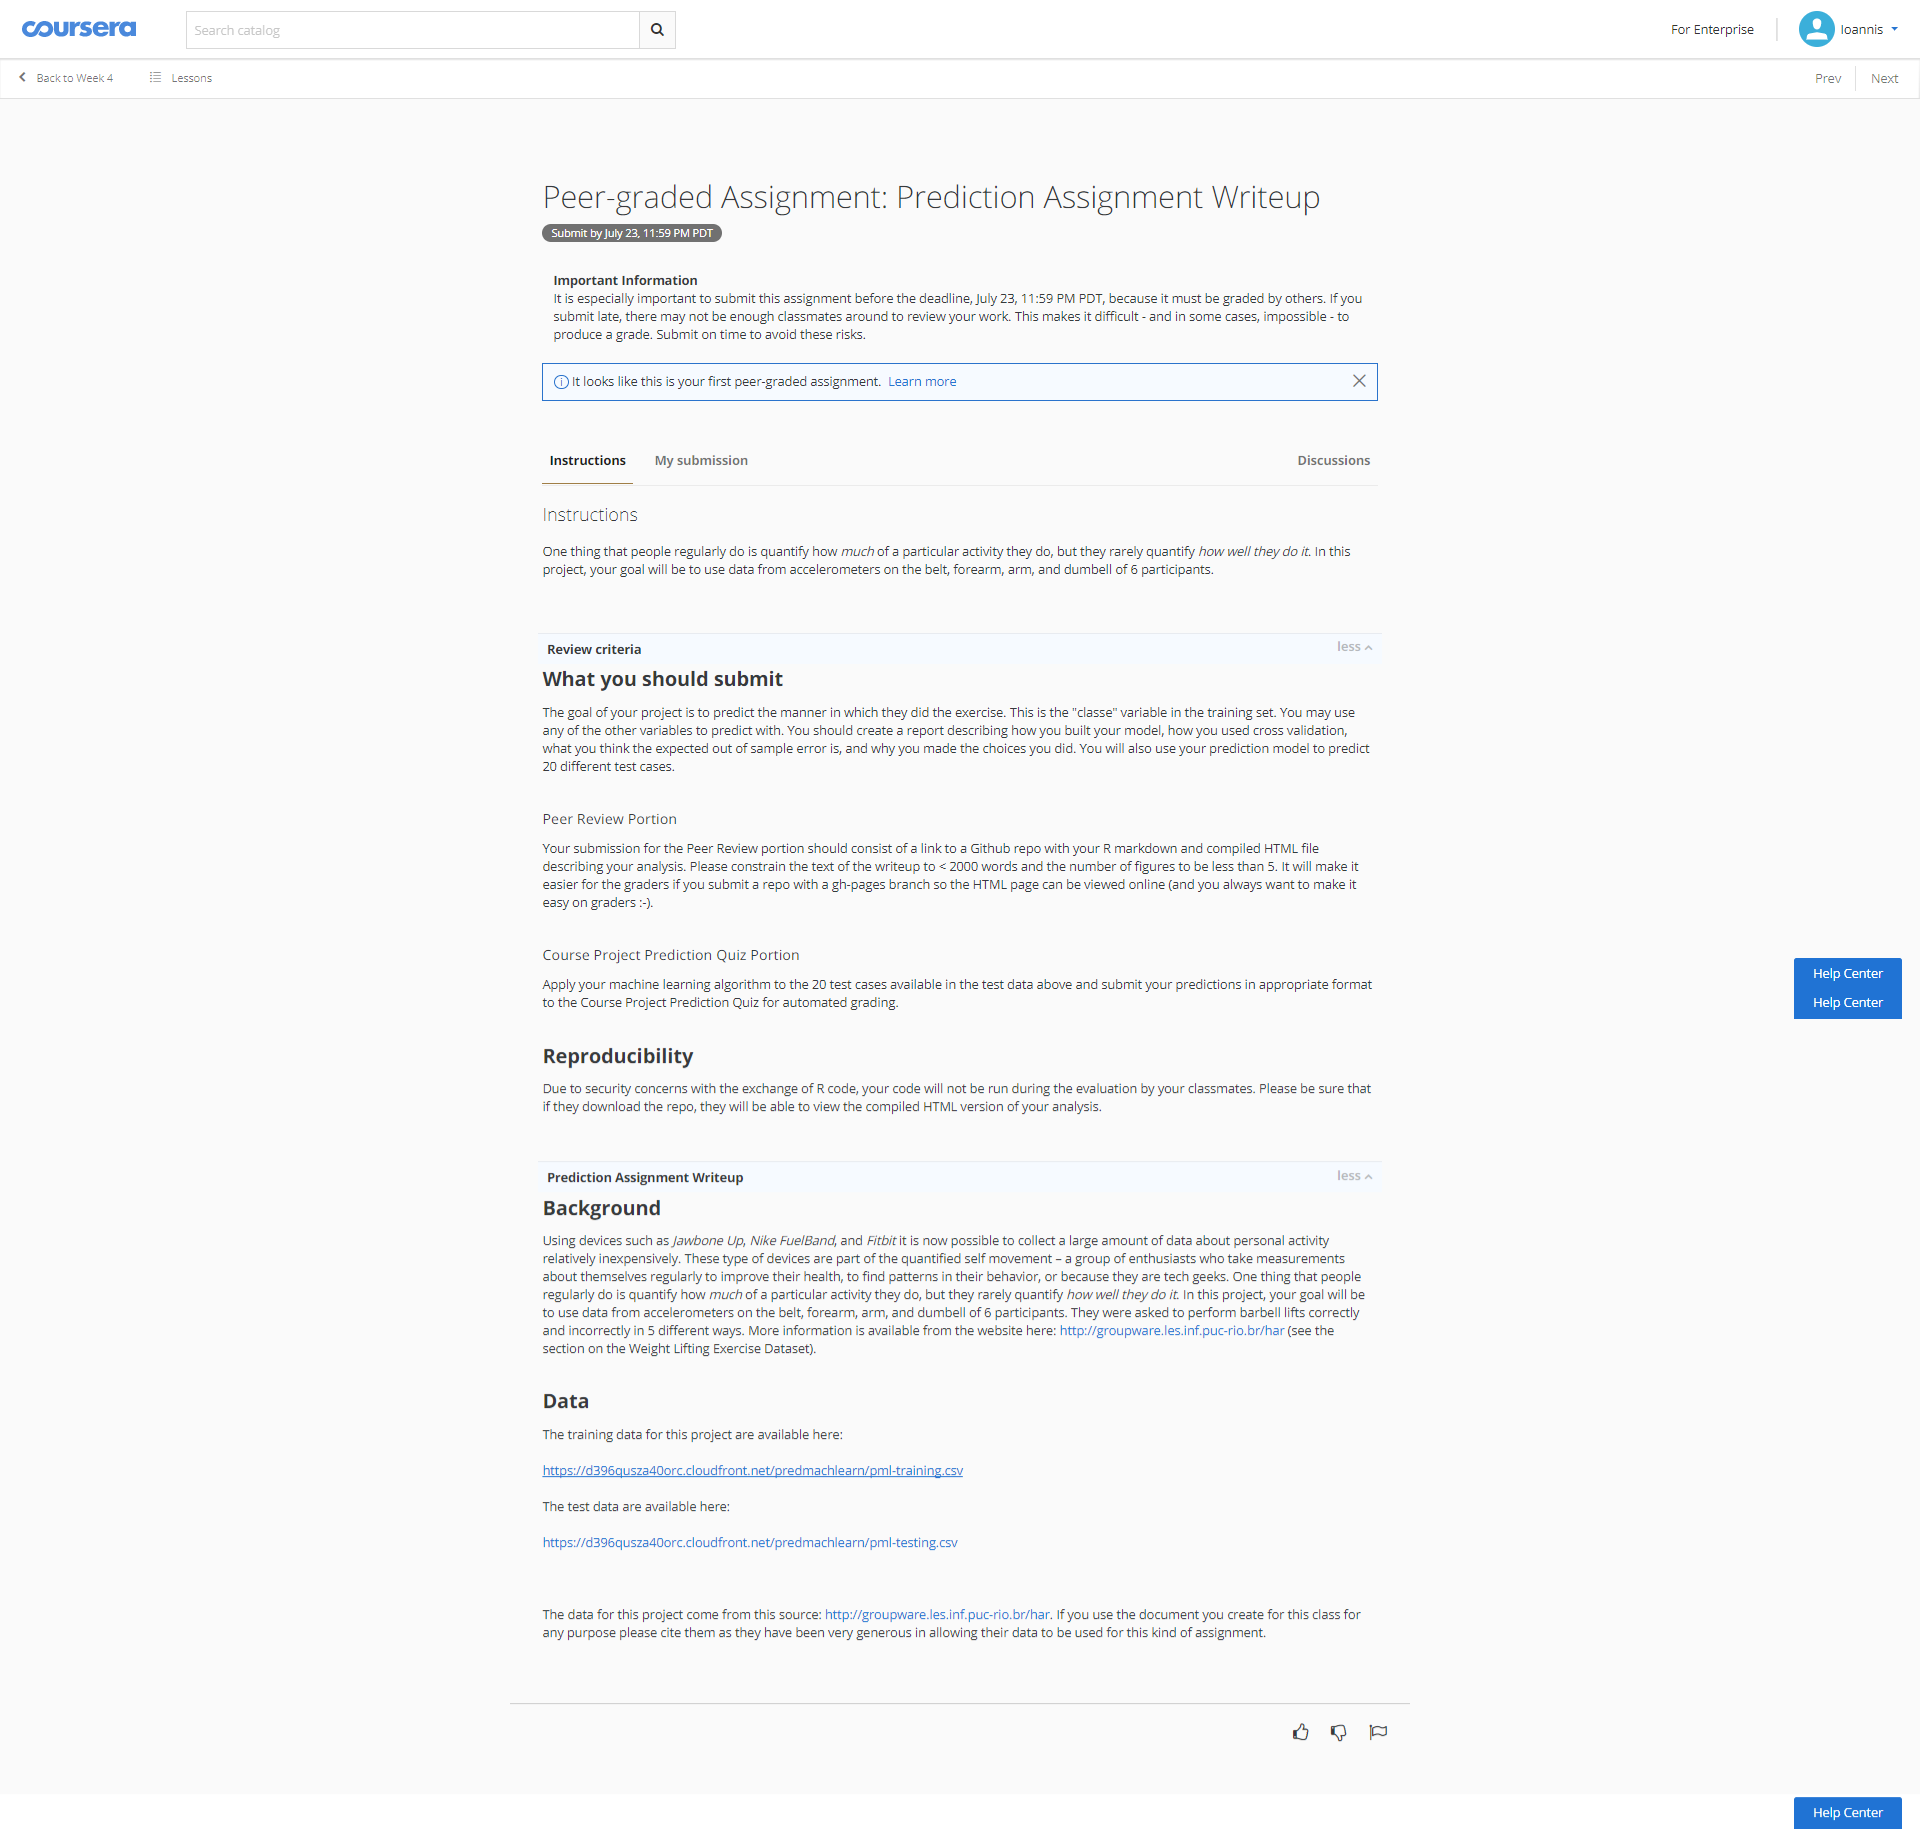 coursera
Search catalog
For Enterprise
Ioannis
Back to Week 4
Lessons
Prev
Next
Peer-graded Assignment: Prediction Assignment Writeup
Submit by July 23, 11:59 PM PDT
Important Information
It is especially important to submit this assignment before the deadline, July 23, 11:59 PM PDT, because it must be graded by others. If you
submit late, there may not be enough classmates around to review your work. This makes it difficult - and in some cases, impossible - to
produce a grade. Submit on time to avoid these risks.
It looks like this is your first peer-graded assignment. Learn more
Instructions
My submission
Discussions
Instructions
One thing that people regularly do is quantify how much of a particular activity they do, but they rarely quantify how well they do it. In this
project, your goal will be to use data from accelerometers on the belt, forearm, arm, and dumbell of 6 participants.
Review criteria
less
What you should submit
The goal of your project is to predict the manner in which they did the exercise. This is the "classe" variable in the training set. You may use
any of the other variables to predict with. You should create a report describing how you built your model, how you used cross validation,
what you think the expected out of sample error is, and why you made the choices you did. You will also use your prediction model to predict
20 different test cases.
Peer Review Portion
Your submission for the Peer Review portion should consist of a link to a Github repo with your R markdown and compiled HTML file
describing your analysis. Please constrain the text of the writeup to < 2000 words and the number of figures to be less than 5. It will make it
easier for the graders if you submit a repo with a gh-pages branch so the HTML page can be viewed online (and you always want to make it
easy on graders :-).
Course Project Prediction Quiz Portion
Apply your machine learning algorithm to the 20 test cases available in the test data above and submit your predictions in appropriate format
to the Course Project Prediction Quiz for automated grading.
Help Center
Help Center
Reproducibility
Due to security concerns with the exchange of R code, your code will not be run during the evaluation by your classmates. Please be sure that
if they download the repo, they will be able to view the compiled HTML version of your analysis.
Prediction Assignment Writeup
less
Background
Using devices such as Jawbone Up, Nike FuelBand, and Fitbit it is now possible to collect a large amount of data about personal activity
relatively inexpensively. These type of devices are part of the quantified self movement – a group of enthusiasts who take measurements
about themselves regularly to improve their health, to find patterns in their behavior, or because they are tech geeks. One thing that people
regularly do is quantify how much of a particular activity they do, but they rarely quantify how well they do it. In this project, your goal will be
to use data from accelerometers on the belt, forearm, arm, and dumbell of 6 participants. They were asked to perform barbell lifts correctly
and incorrectly in 5 different ways. More information is available from the website here: http://groupware.les.inf.puc-rio.br/har (see the
section on the Weight Lifting Exercise Dataset).
Data
The training data for this project are available here:
https://d396qusza40orc.cloudfront.net/predmachlearn/pml-training.csv
The test data are available here:
https://d396qusza40orc.cloudfront.net/predmachlearn/pml-testing.csv
The data for this project come from this source: http://groupware.les.inf.puc-rio.br/har. If you use the document you create for this class for
any purpose please cite them as they have been very generous in allowing their data to be used for this kind of assignment.
Help Center